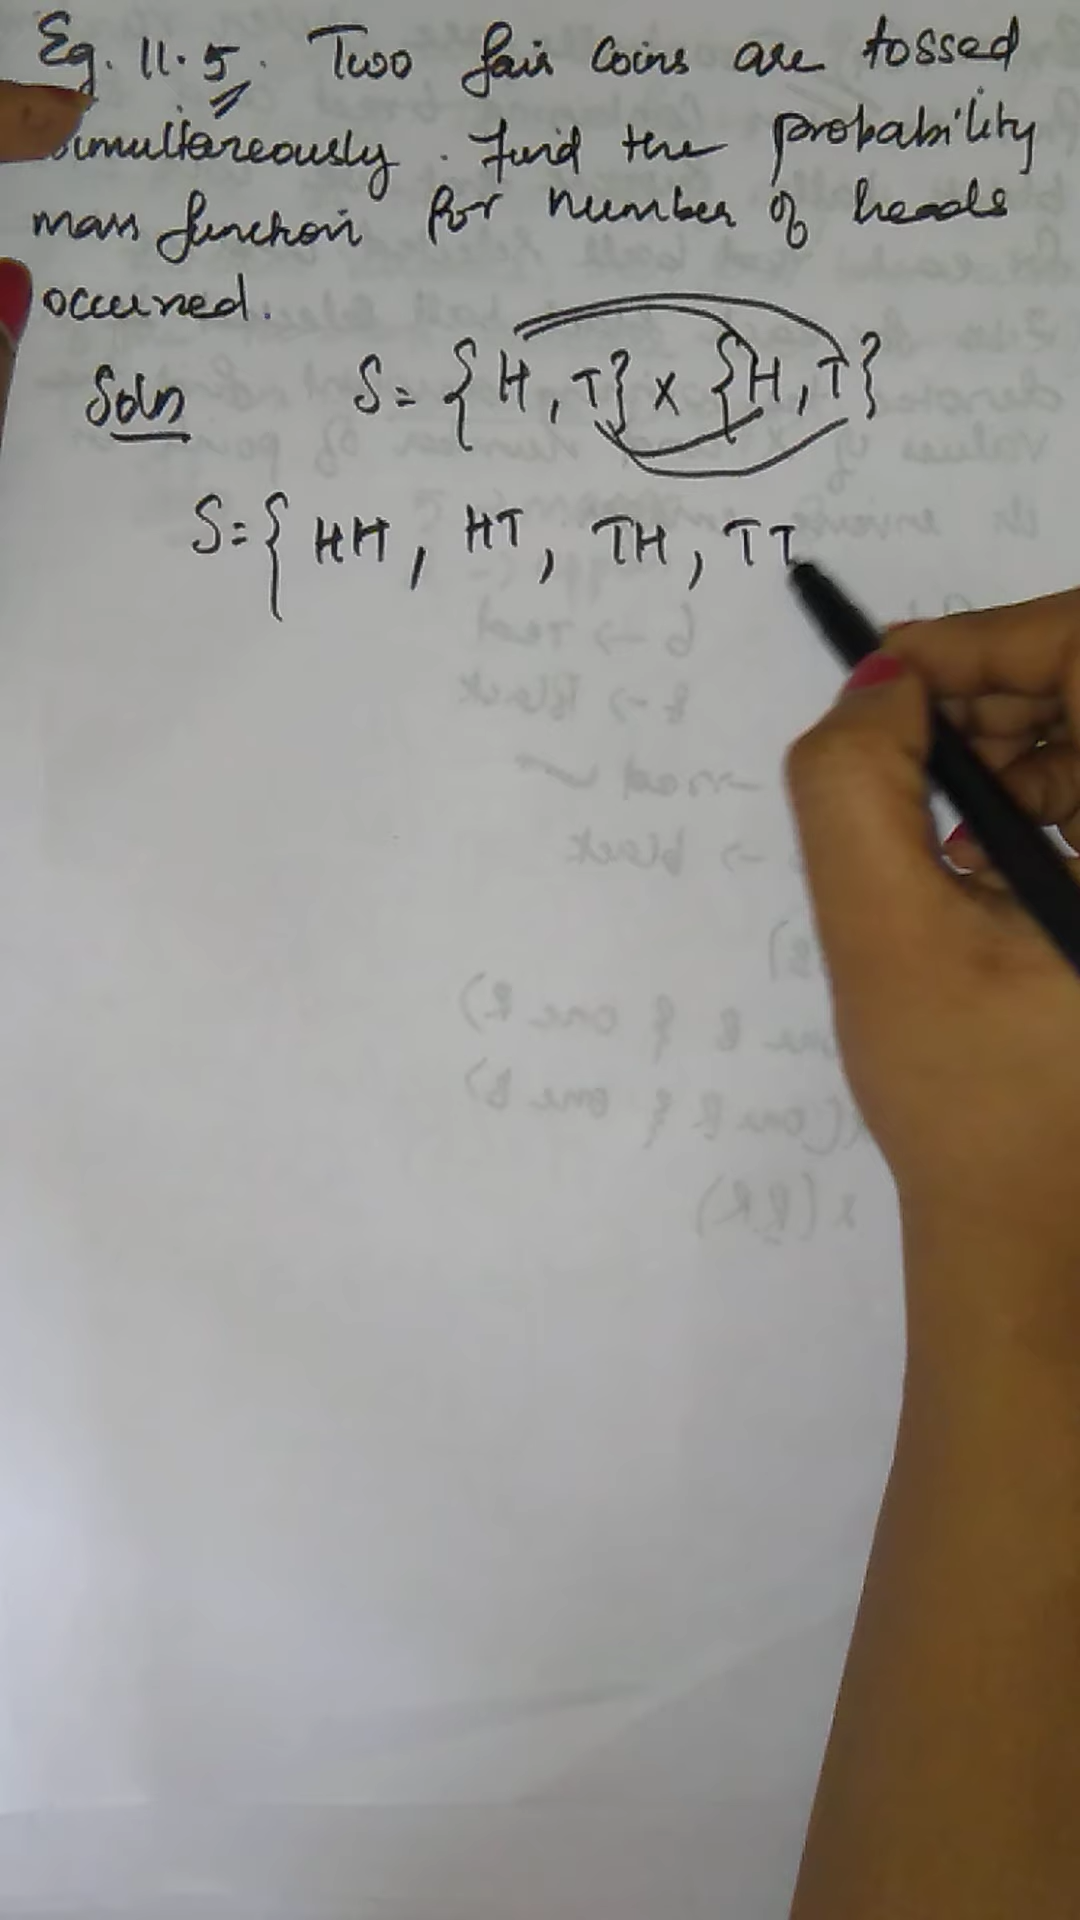 Eg. 11.5. Two fair coins are tossed
simultaneously. Find the probability
mass function for number of heads
occurred.
Soln S = {H, T} x {H, T}
S = { HH, HT, TH, TT